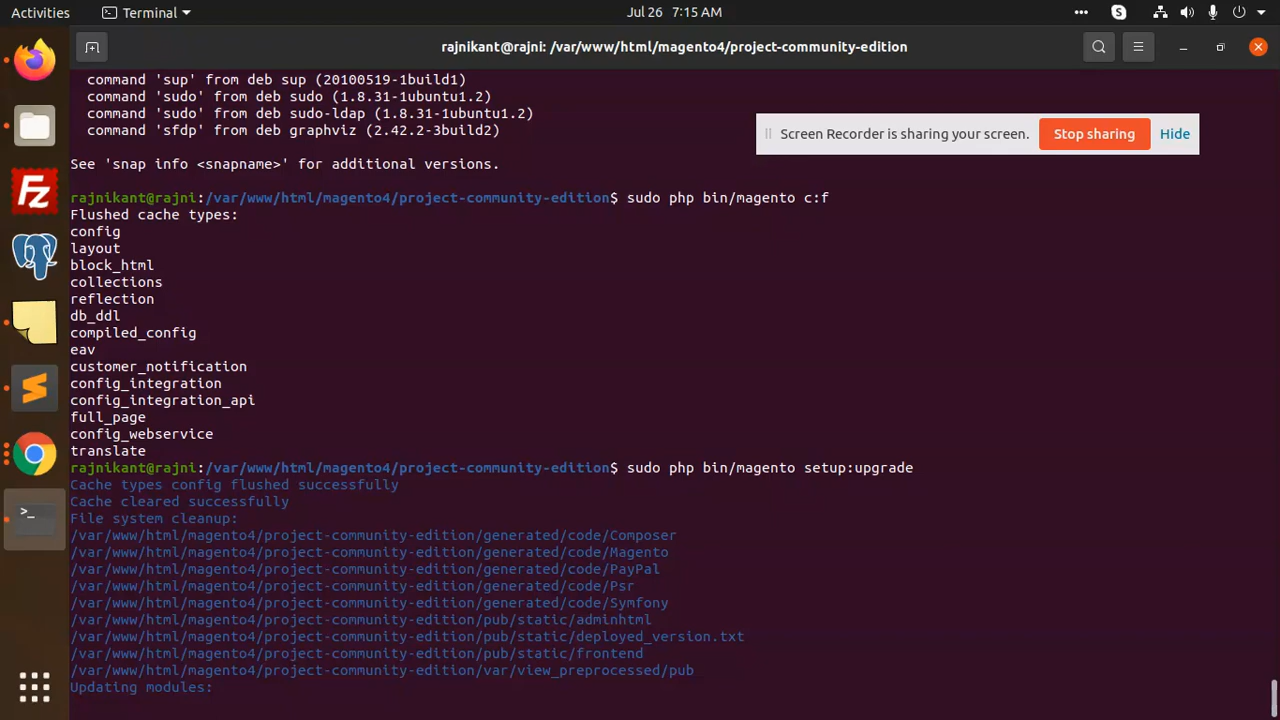 Activities
Terminal
Jul 26 7:15 AM
rajnikant@rajni: /var/www/html/magento4/project-community-edition
command 'sup' from deb sup (20100519-1build1)
command 'sudo' from deb sudo (1.8.31-1ubuntu1.2)
command 'sudo' from deb sudo-ldap (1.8.31-1ubuntu1.2)
command 'sfdp' from deb graphviz (2.42.2-3build2)
Screen Recorder is sharing your screen. Stop sharing Hide
See 'snap info <snapname>' for additional versions.
rajnikant@rajni:/var/www/html/magento4/project-community-edition$ sudo php bin/magento c:f
Flushed cache types:
config
layout
block_html
collections
reflection
db_ddl
compiled_config
eav
customer_notification
config_integration
config_integration_api
full_page
config_webservice
translate
rajnikant@rajni:/var/www/html/magento4/project-community-edition$ sudo php bin/magento setup:upgrade
Cache types config flushed successfully
Cache cleared successfully
File system cleanup:
/var/www/html/magento4/project-community-edition/generated/code/Composer
/var/www/html/magento4/project-community-edition/generated/code/Magento
/var/www/html/magento4/project-community-edition/generated/code/PayPal
/var/www/html/magento4/project-community-edition/generated/code/Psr
/var/www/html/magento4/project-community-edition/generated/code/Symfony
/var/www/html/magento4/project-community-edition/pub/static/adminhtml
/var/www/html/magento4/project-community-edition/pub/static/deployed_version.txt
/var/www/html/magento4/project-community-edition/pub/static/frontend
/var/www/html/magento4/project-community-edition/var/view_preprocessed/pub
Updating modules: